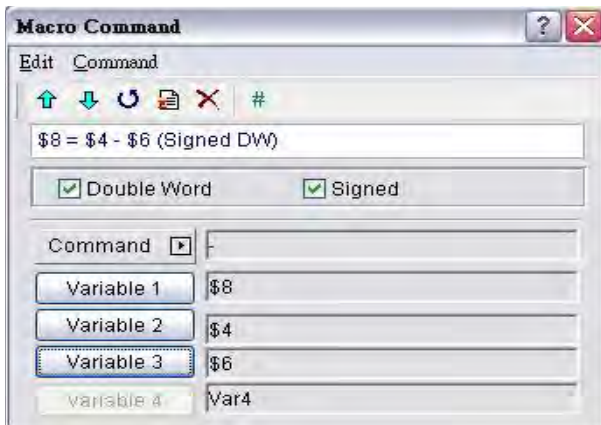 Macro Command ?
Edit Command
#
$8 = $4 - $6 (Signed DW)
Double Word Signed
Command -
Variable 1 $8
Variable 2 $4
Variable 3 $6
Variable 4 Var4